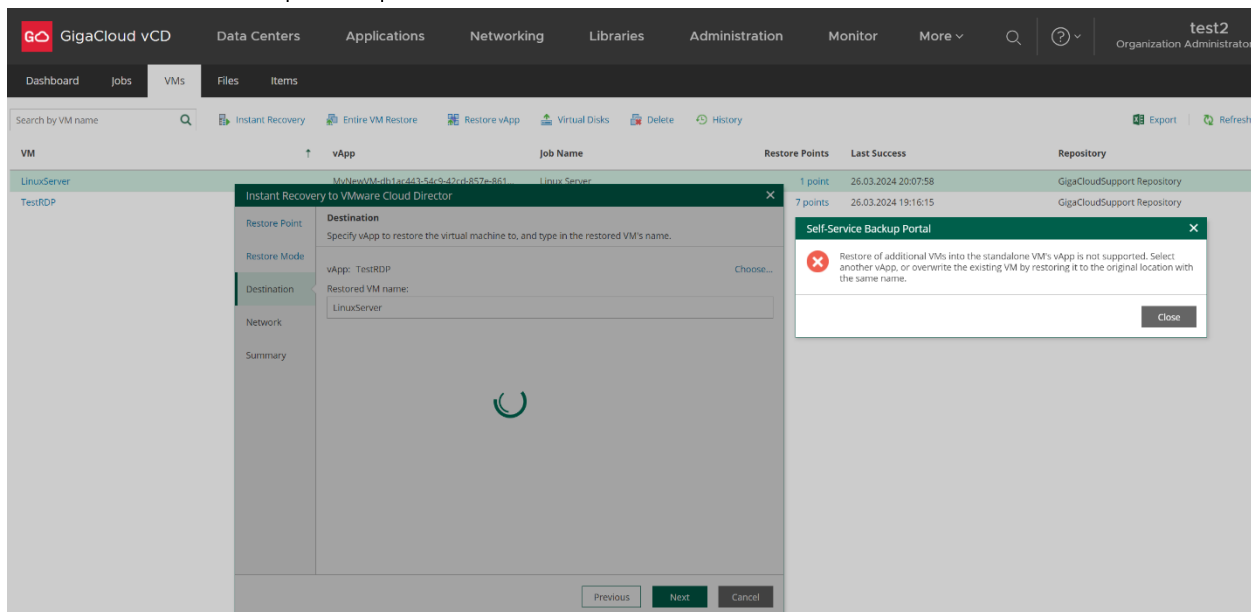 GigaCloud vCD Data Centers Applications Networking Libraries Administration Monitor More test2
Organization Administrator
Dashboard Jobs VMs Files Items
Search by VM name Instant Recovery Entire VM Restore Restore vApp Virtual Disks Delete History Export Refresh
VM vApp Job Name Restore Points Last Success Repository
LinuxServer MyNewVM-db1ac443-54c9-42cd-857e-861... Linux Server 1 point 26.03.2024 20:07:58 GigaCloudSupport Repository
TestRDP 7 points 26.03.2024 19:16:15 GigaCloudSupport Repository
Instant Recovery to VMware Cloud Director
Restore Point
Restore Mode
Destination
Network
Summary
Destination
Specify vApp to restore the virtual machine to, and type in the restored VM's name.
vApp: TestRDP Choose...
Restored VM name:
LinuxServer
Previous Next Cancel
Self-Service Backup Portal
Restore of additional VMs into the standalone VM's vApp is not supported. Select
another vApp, or overwrite the existing VM by restoring it to the original location with
the same name.
Close